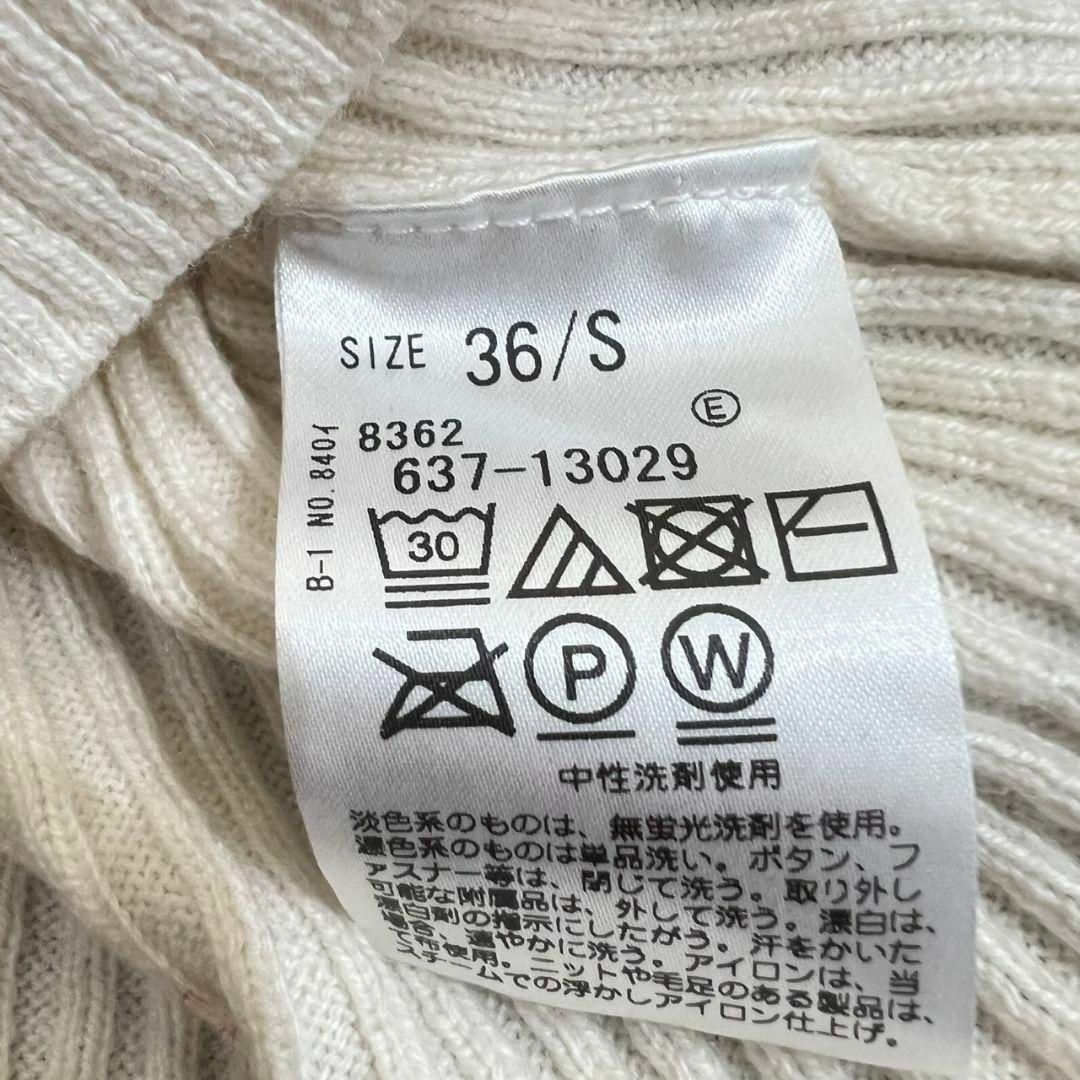 SIZE 36/S
E
8362
637-13029
B-1 NO.8401
30
P
W
中性洗剤使用
淡色系のものは、無蛍光洗剤を使用。
濃色系のものは単品洗い。ボタン、フ
ァスナー等は、閉じて洗う。取り外し
可能な附属品は、外して洗う。漂白は、
漂白剤の指示にしたがう。汗をかいた
場合、速やかに洗う。アイロンは、当
て布使用。ニットや毛足のある製品は、
スチームでの浮かしアイロン仕上げ。